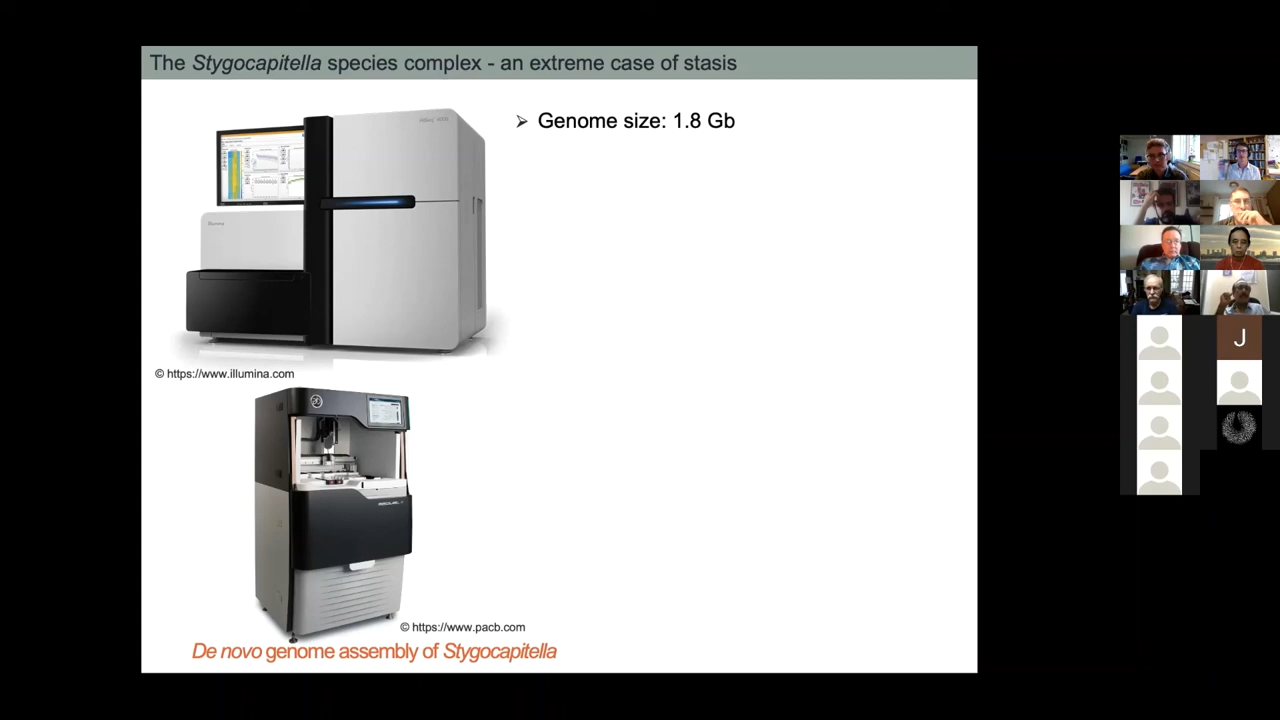 The Stygocapitella species complex - an extreme case of stasis
➢ Genome size: 1.8 Gb
illumina
© https://www.illumina.com
J
© https://www.pacb.com
De novo genome assembly of Stygocapitella